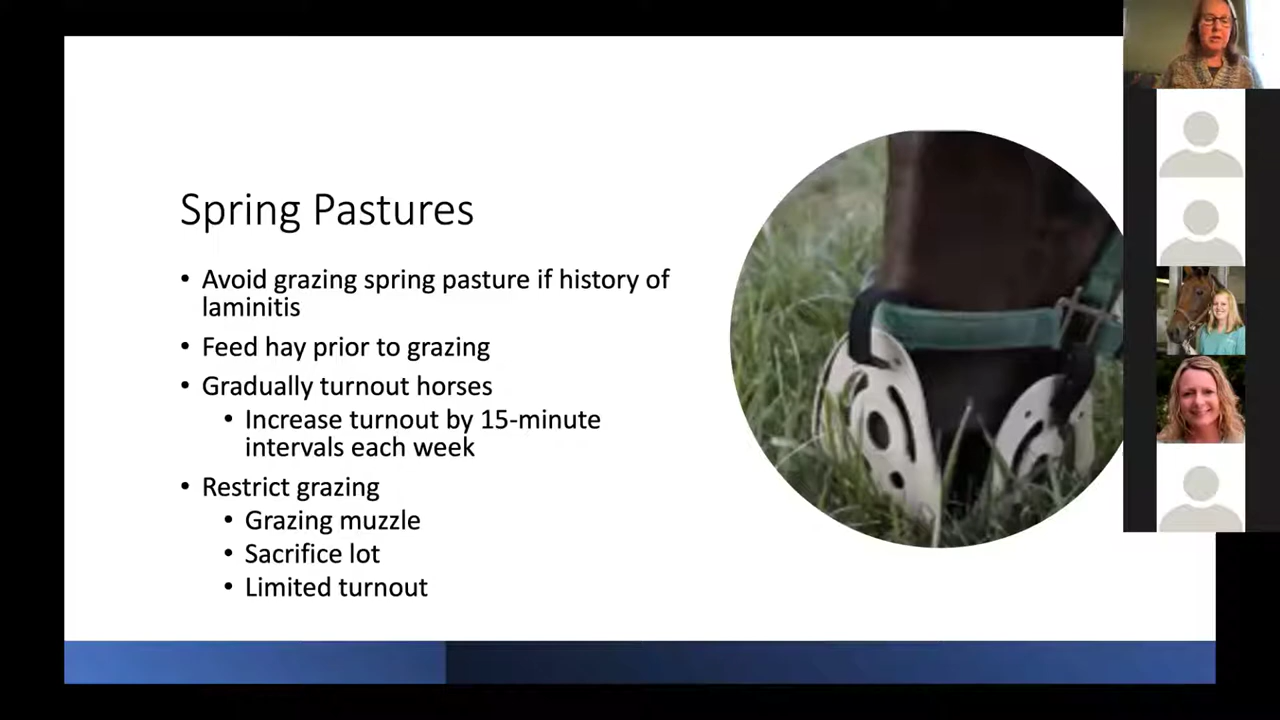 Spring Pastures
• Avoid grazing spring pasture if history of
laminitis
• Feed hay prior to grazing
• Gradually turnout horses
• Increase turnout by 15-minute
intervals each week
• Restrict grazing
• Grazing muzzle
• Sacrifice lot
• Limited turnout